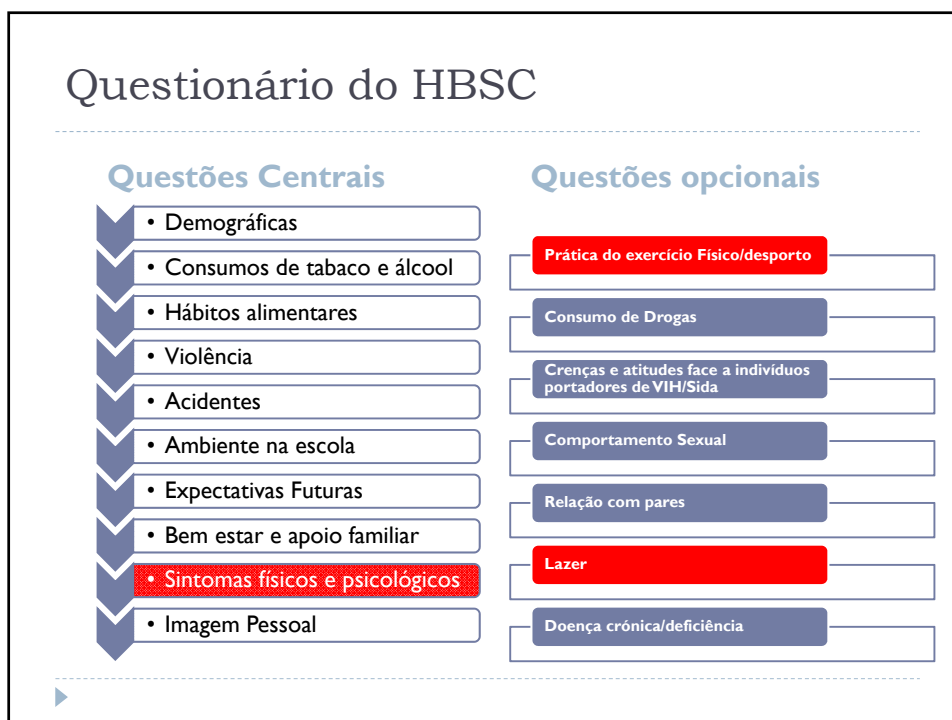 Questionário do HBSC
Questões Centrais
• Demográficas
• Consumos de tabaco e álcool
• Hábitos alimentares
• Violência
• Acidentes
• Ambiente na escola
• Expectativas Futuras
• Bem estar e apoio familiar
• Sintomas físicos e psicológicos
• Imagem Pessoal
Questões opcionais
Prática do exercício Físico/desporto
Consumo de Drogas
Crenças e atitudes face a indivíduos
portadores de VIH/Sida
Comportamento Sexual
Relação com pares
Lazer
Doença crónica/deficiência